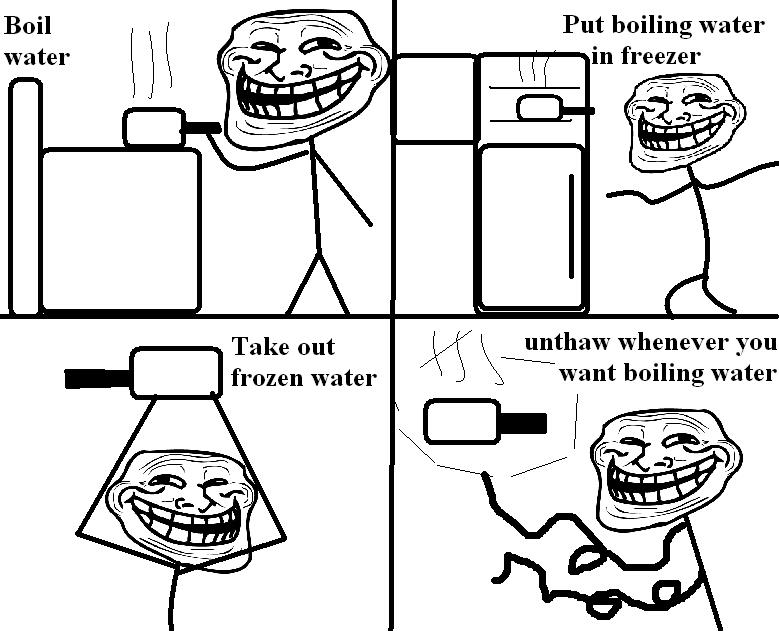 Boil
water
Put boiling water
in freezer
Take out
frozen water
unthaw whenever you
want boiling water